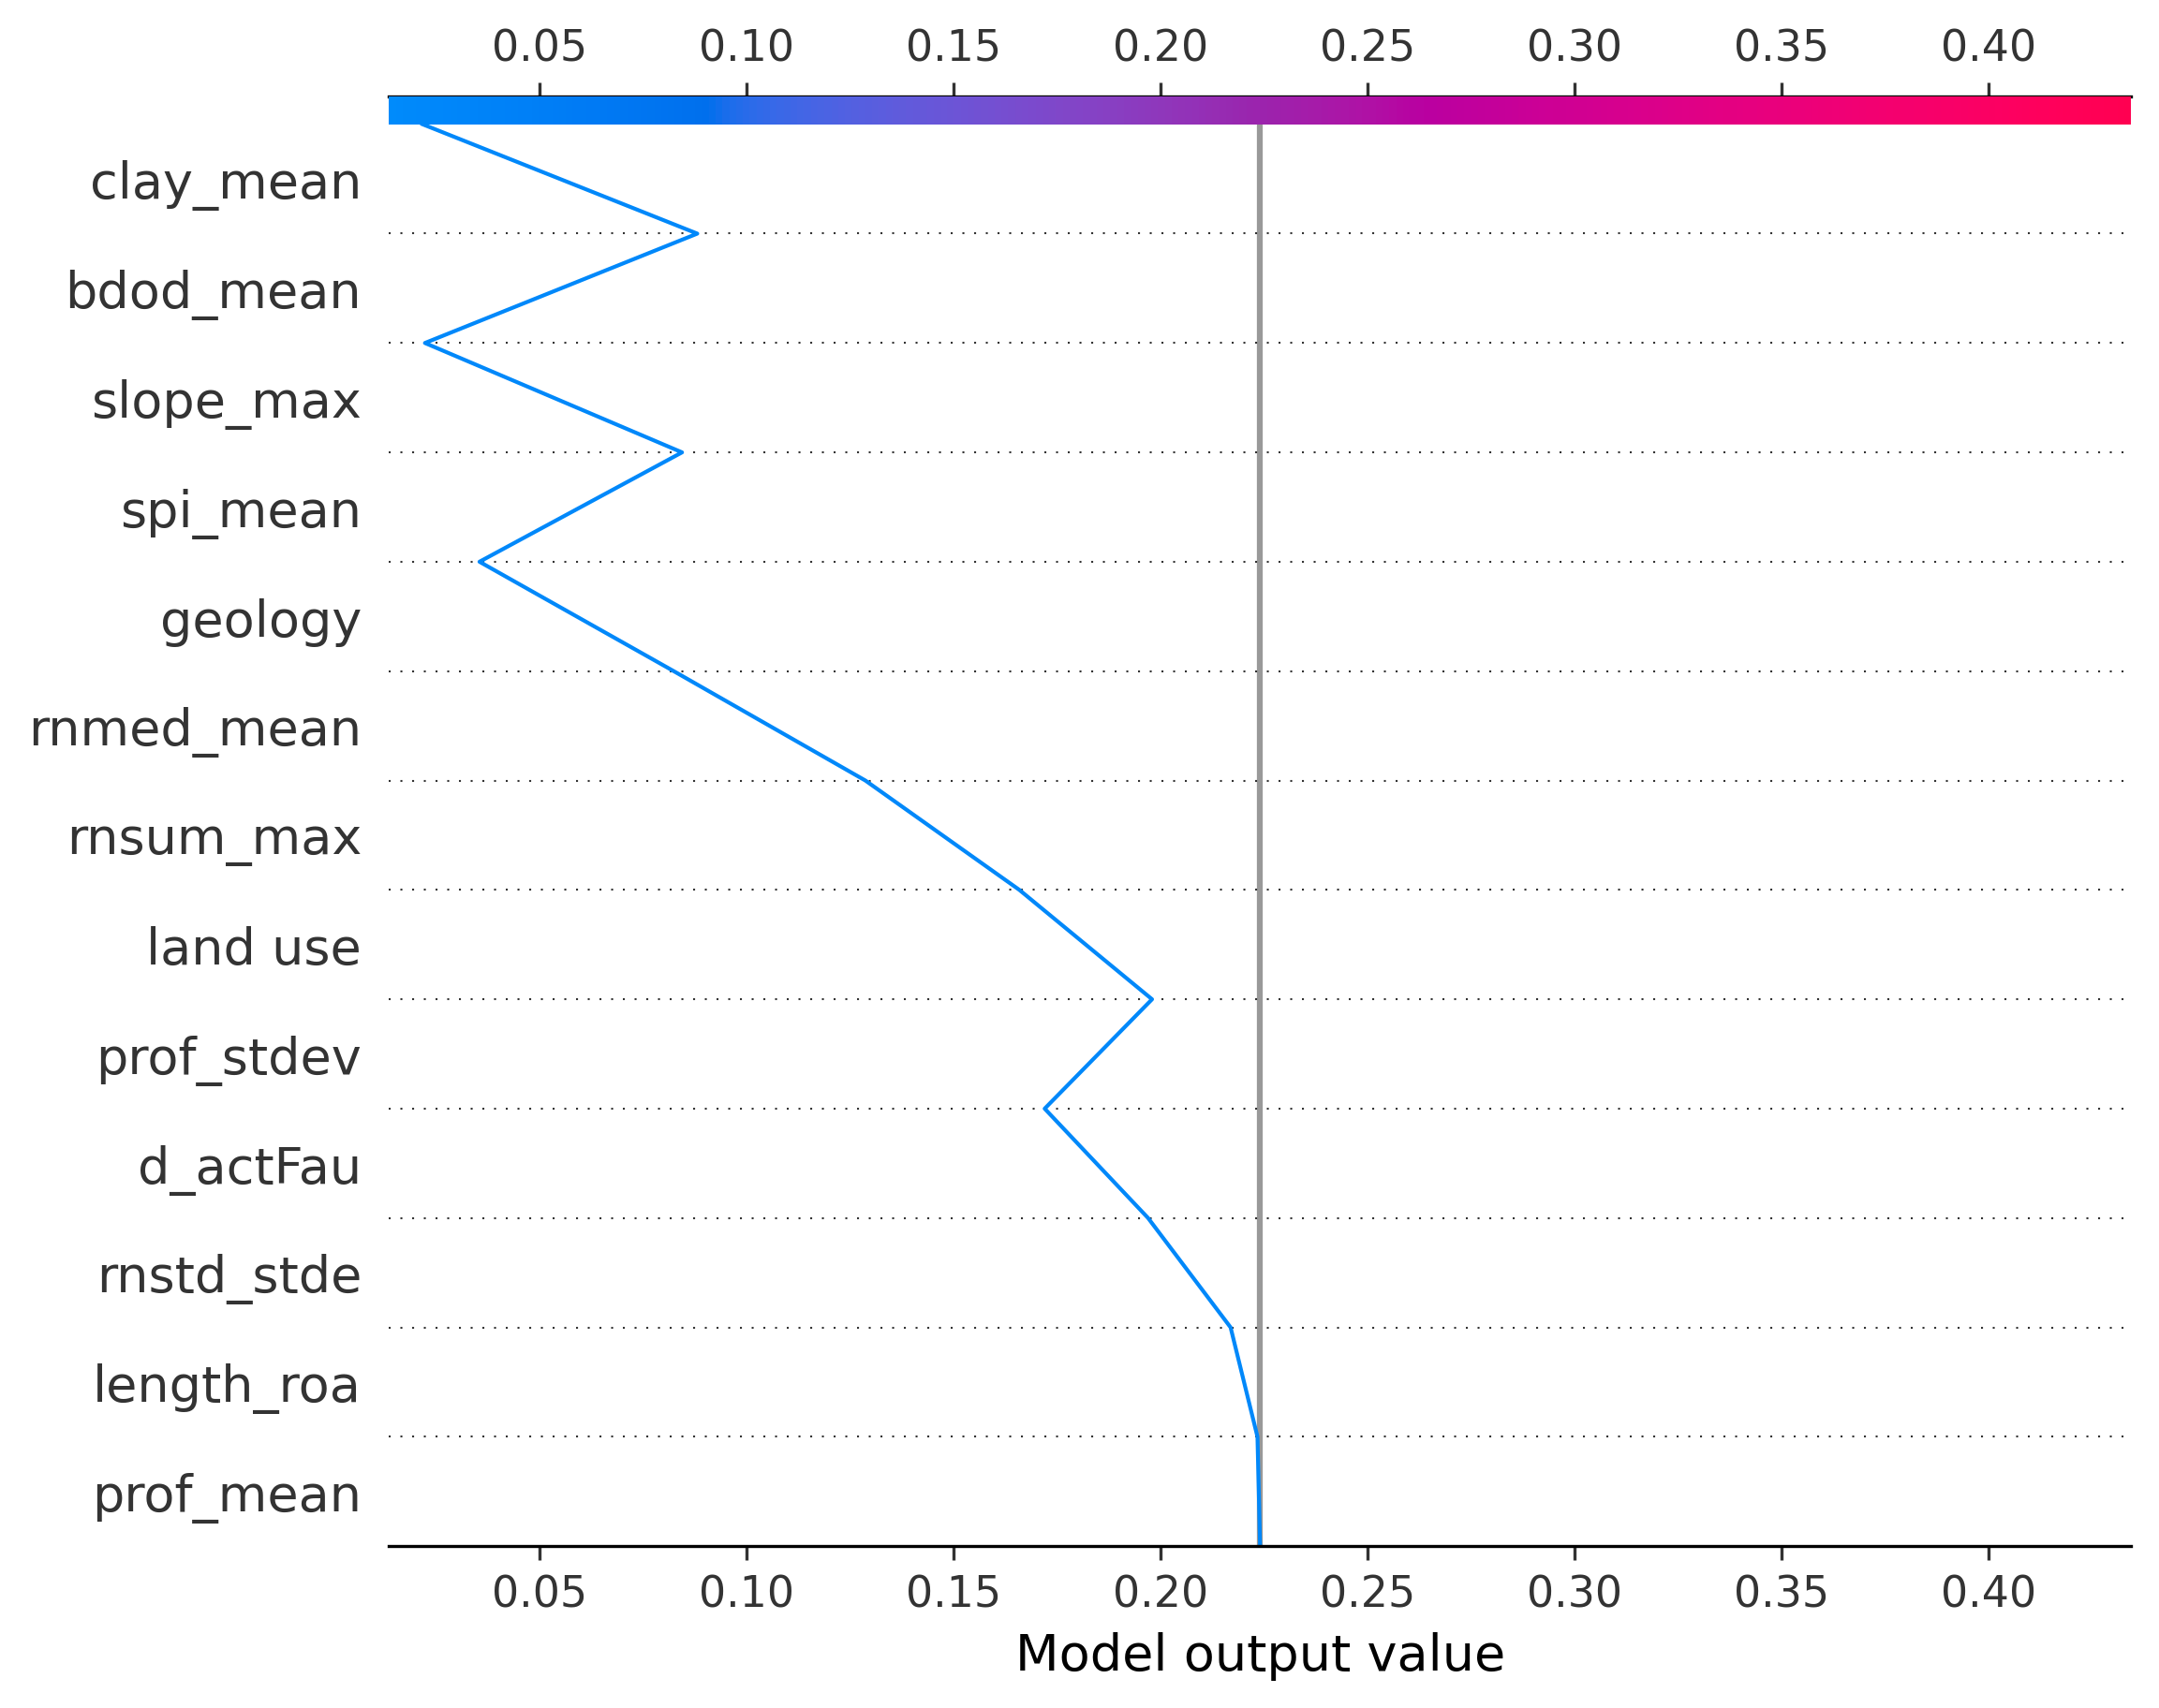 0.05 0.10 0.15 0.20 0.25 0.30 0.35 0.40
clay_mean
bdod_mean
slope_max
spi_mean
geology
rnmed_mean
rnsum_max
land use
prof_stdev
d_actFau
rnstd_stde
length_roa
prof_mean
0.05 0.10 0.15 0.20 0.25 0.30 0.35 0.40
Model output value